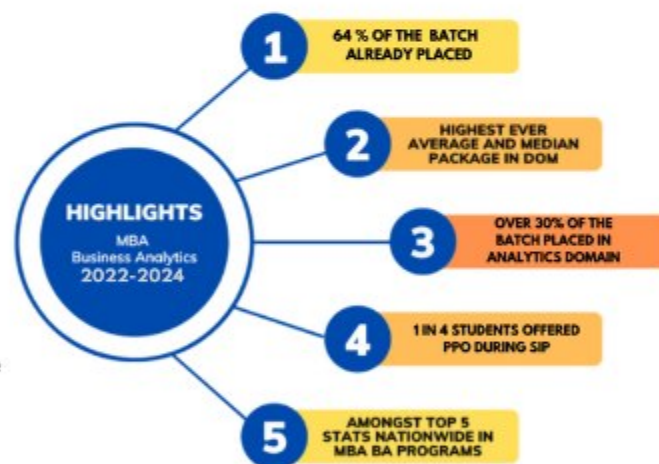 1
64 % OF THE BATCH
ALREADY PLACED
2
HIGHEST EVER
AVERAGE AND MEDIAN
PACKAGE IN DOM
HIGHLIGHTS
MBA
Business Analytics
2022-2024
3
OVER 30% OF THE
BATCH PLACED IN
ANALYTICS DOMAIN
4
1 IN 4 STUDENTS OFFERED
PPO DURING SIP
5
AMONGST TOP 5
STATS NATIONWIDE IN
MBA BA PROGRAMS